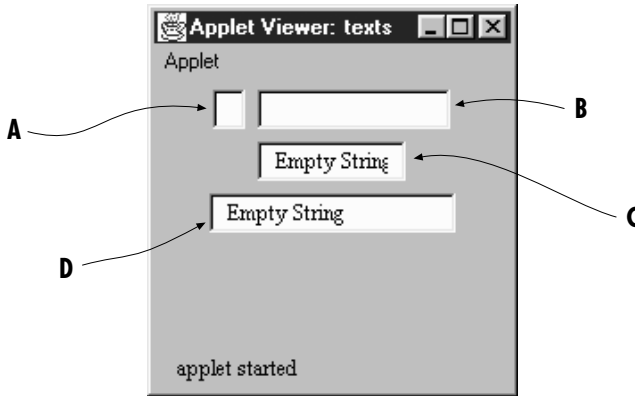 Applet Viewer: texts
Applet
A
B
Empty String
C
Empty String
D
applet started